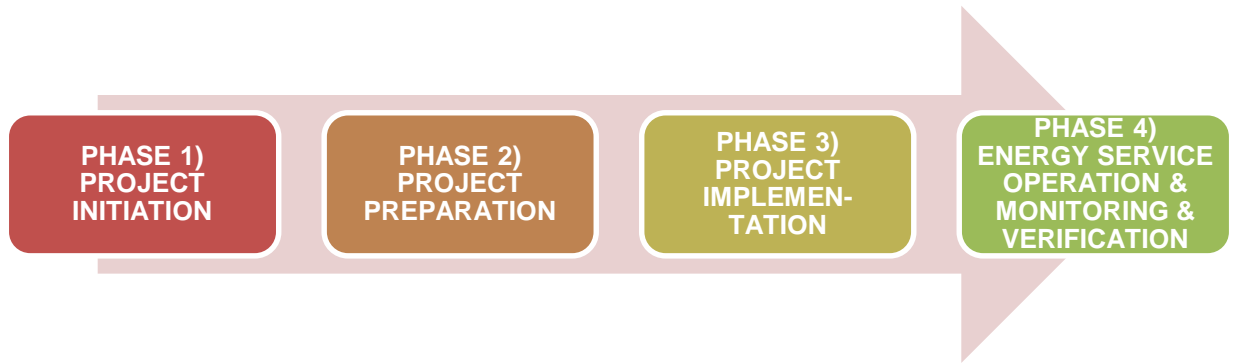 PHASE 1)
PROJECT
INITIATION
PHASE 2)
PROJECT
PREPARATION
PHASE 3)
PROJECT
IMPLEMEN-
TATION
PHASE 4)
ENERGY SERVICE
OPERATION &
MONITORING &
VERIFICATION